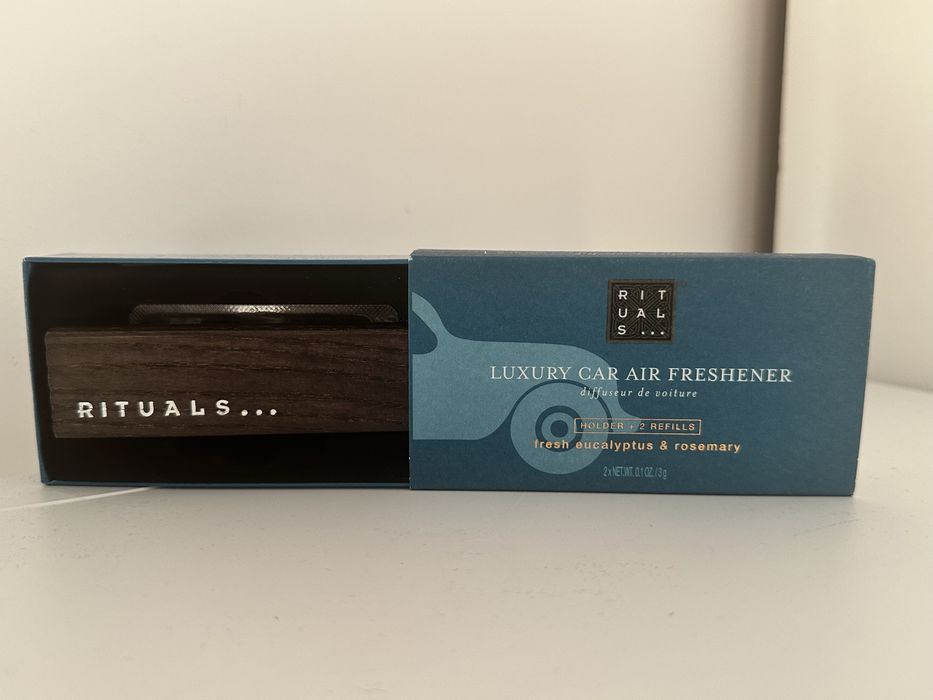 RITUALS...
RIT
UAL
S...
LUXURY CAR AIR FRESHENER
diffuseur de voiture
HOLDER + 2 REFILLS
fresh eucalyptus & rosemary
2 x NET.WT. 0.1 OZ. / 3 g